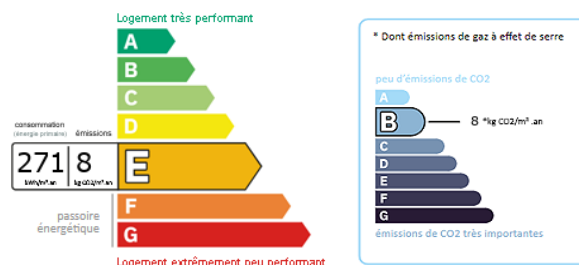 Logement très performant
A
B
C
consommation
(énergie primaire) émissions
D
271 8 E
kWh/m².an kg CO2/m².an
F
passoire
énergétique
G
Logement extrêmement peu performant
* Dont émissions de gaz à effet de serre
peu d'émissions de CO2
A
B 8 *kg CO2/m².an
C
D
E
F
G
émissions de CO2 très importantes